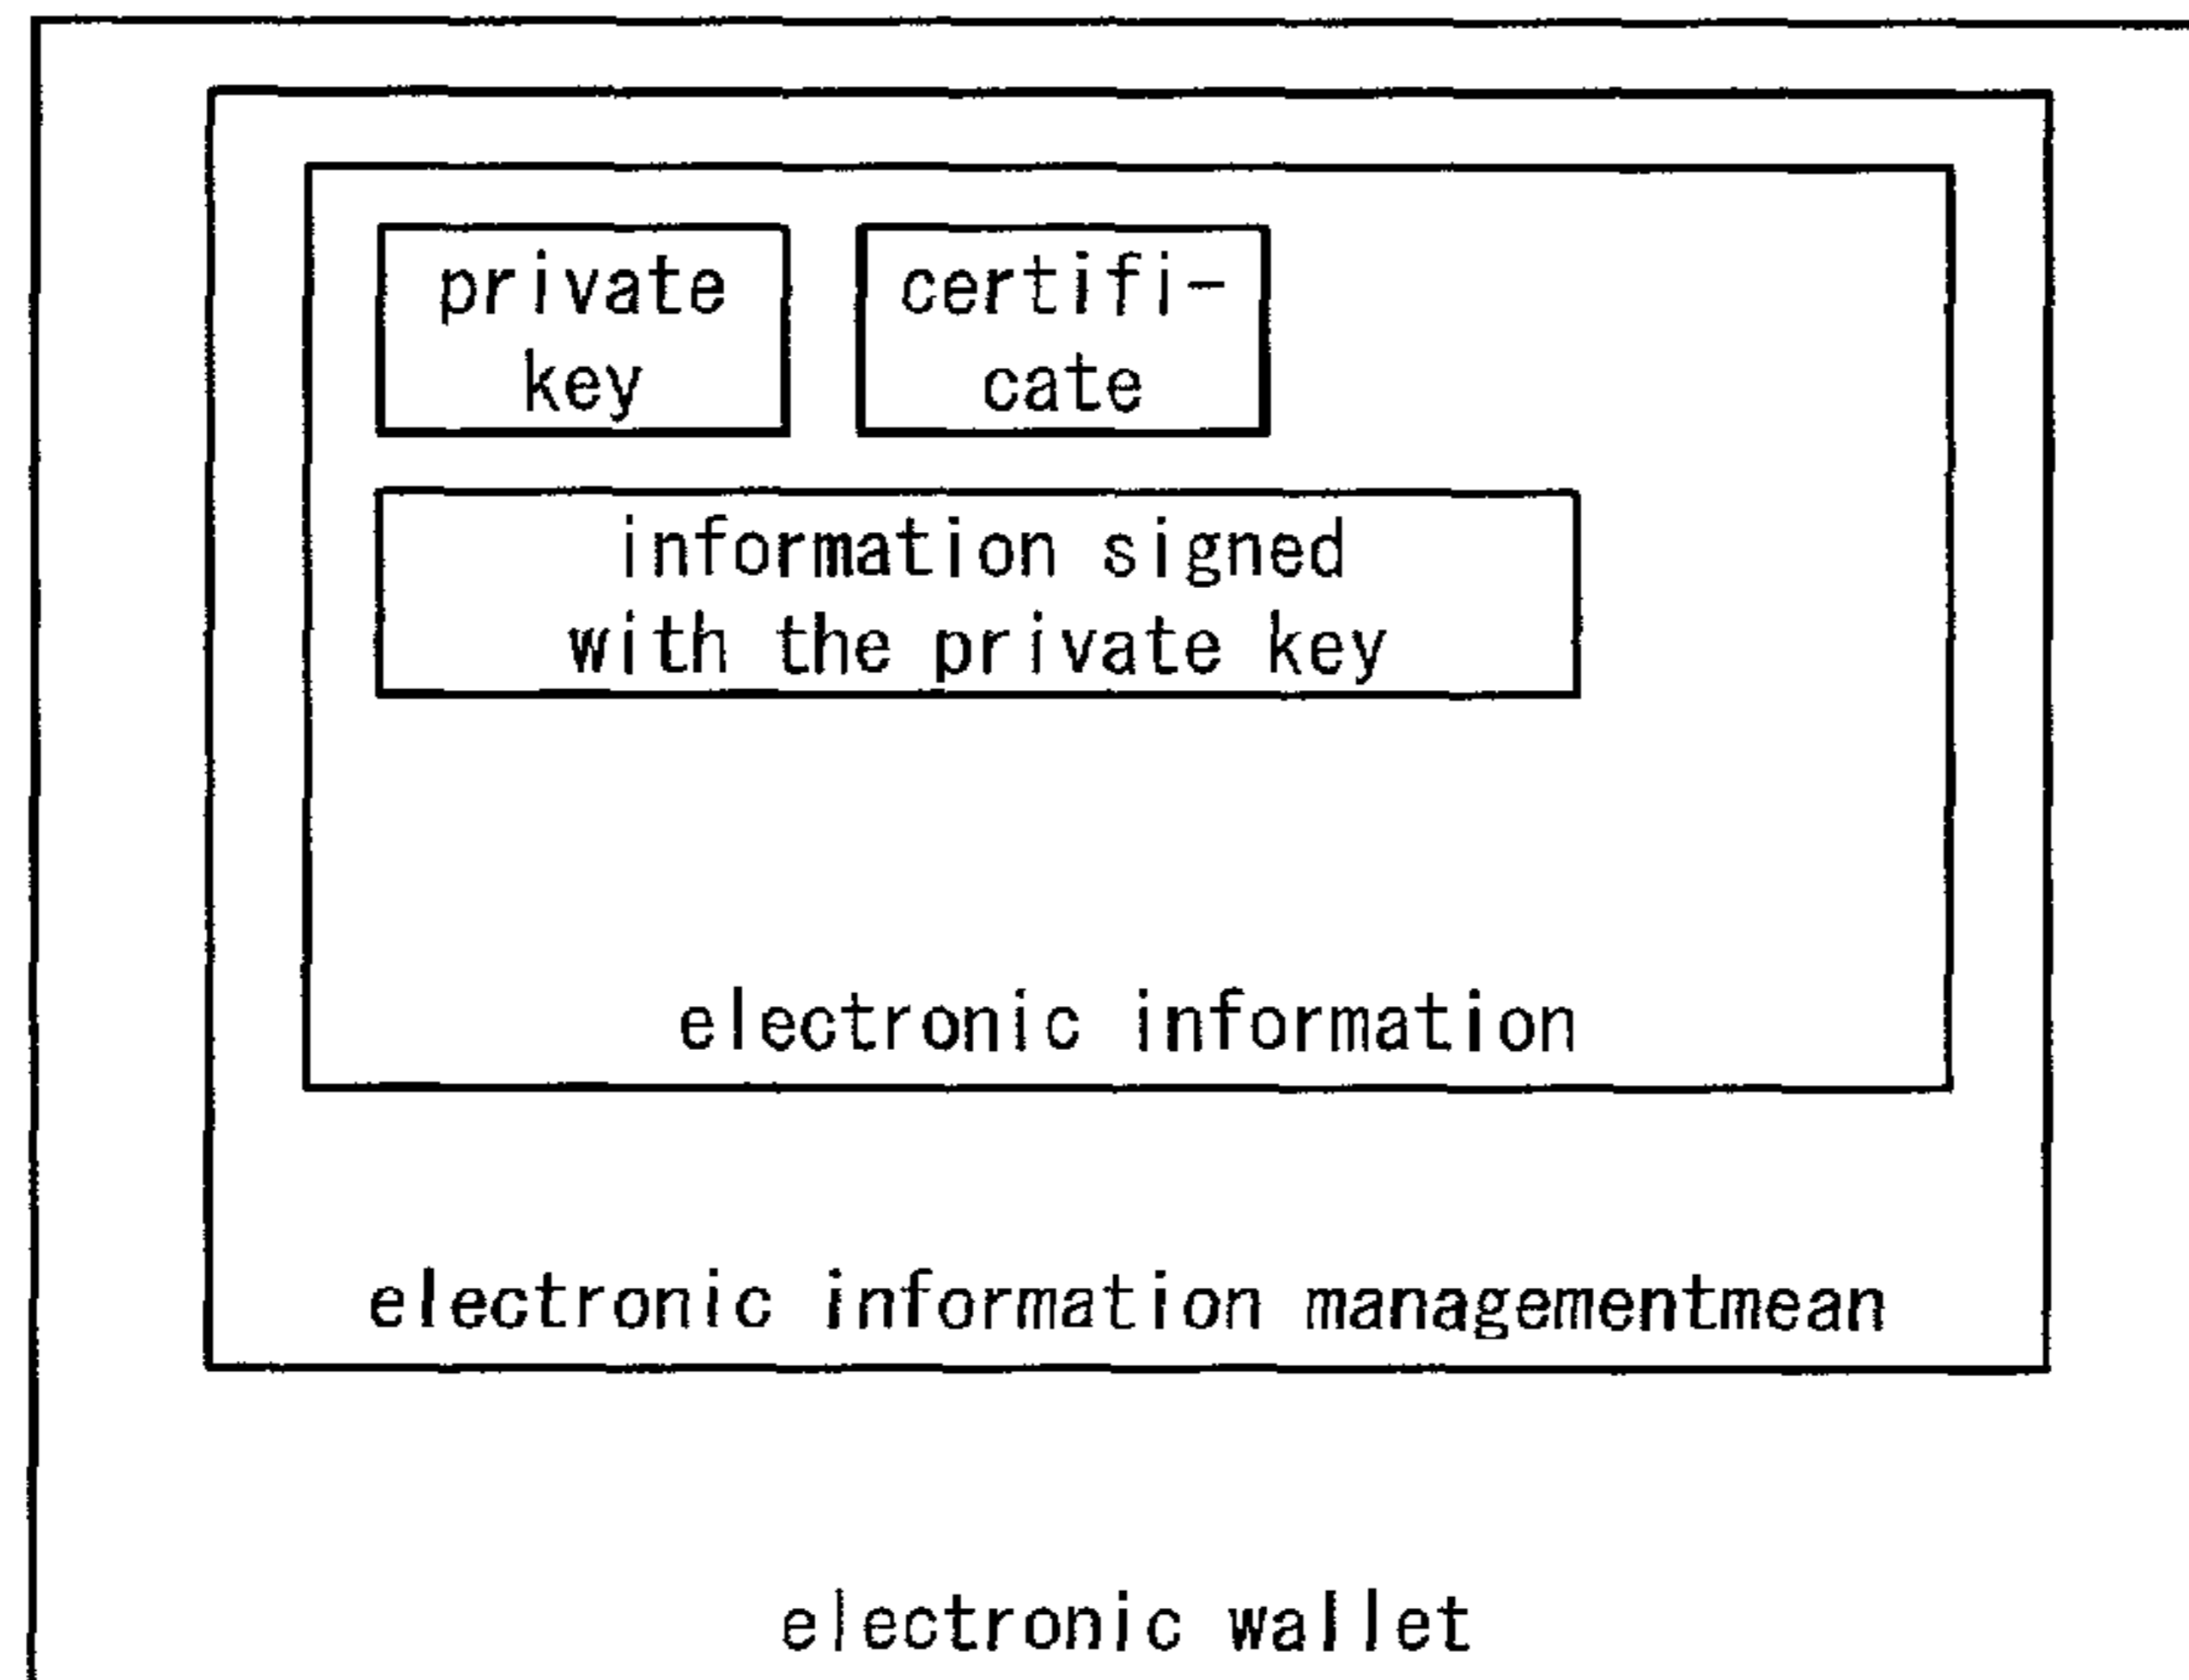 private
key
certifi-
cate
information signed
with the private key
electronic information
electronic information managementmean
electronic wallet